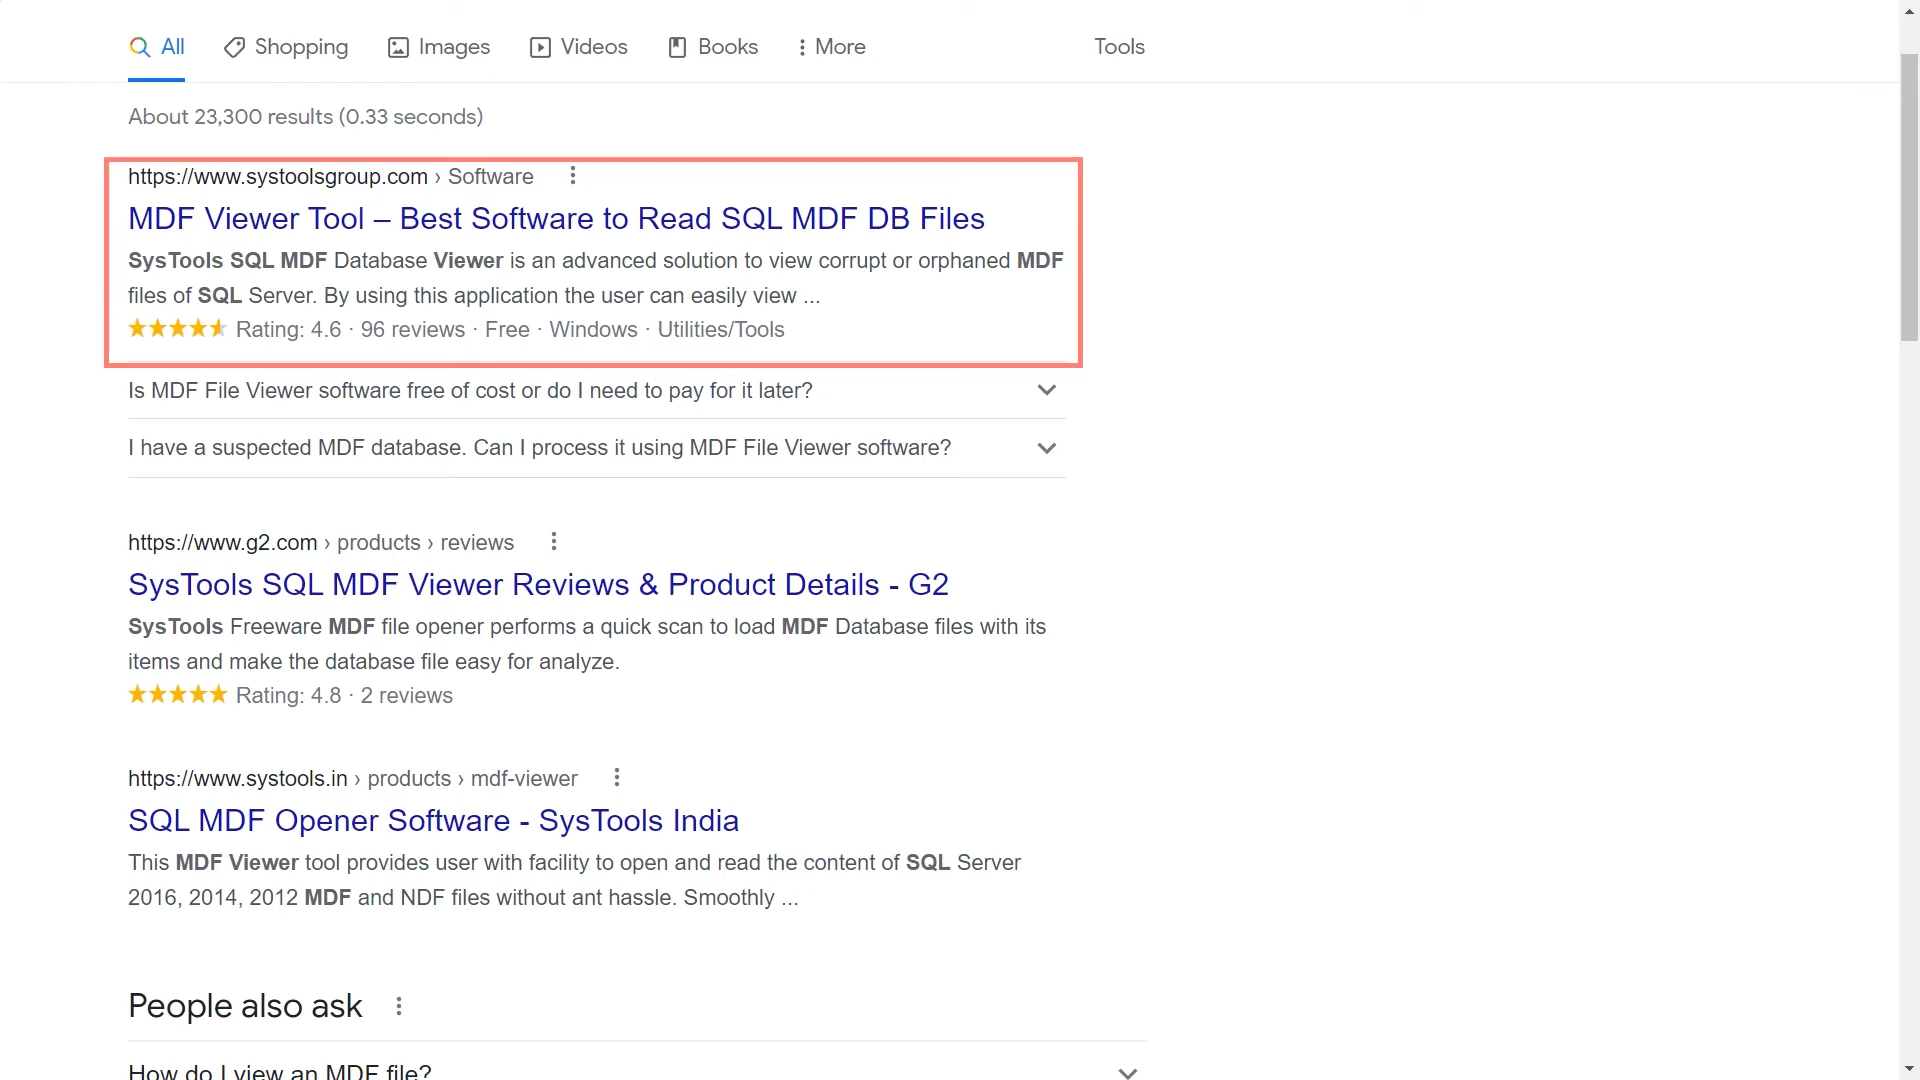 All Shopping Images Videos Books More Tools
About 23,300 results (0.33 seconds)
https://www.systoolsgroup.com › Software
MDF Viewer Tool – Best Software to Read SQL MDF DB Files
SysTools SQL MDF Database Viewer is an advanced solution to view corrupt or orphaned MDF
files of SQL Server. By using this application the user can easily view ...
Rating: 4.6 · 96 reviews · Free · Windows · Utilities/Tools
Is MDF File Viewer software free of cost or do I need to pay for it later?
I have a suspected MDF database. Can I process it using MDF File Viewer software?
https://www.g2.com › products › reviews
SysTools SQL MDF Viewer Reviews & Product Details - G2
SysTools Freeware MDF file opener performs a quick scan to load MDF Database files with its
items and make the database file easy for analyze.
Rating: 4.8 · 2 reviews
https://www.systools.in › products › mdf-viewer
SQL MDF Opener Software - SysTools India
This MDF Viewer tool provides user with facility to open and read the content of SQL Server
2016, 2014, 2012 MDF and NDF files without ant hassle. Smoothly ...
People also ask
How do I view an MDF file?